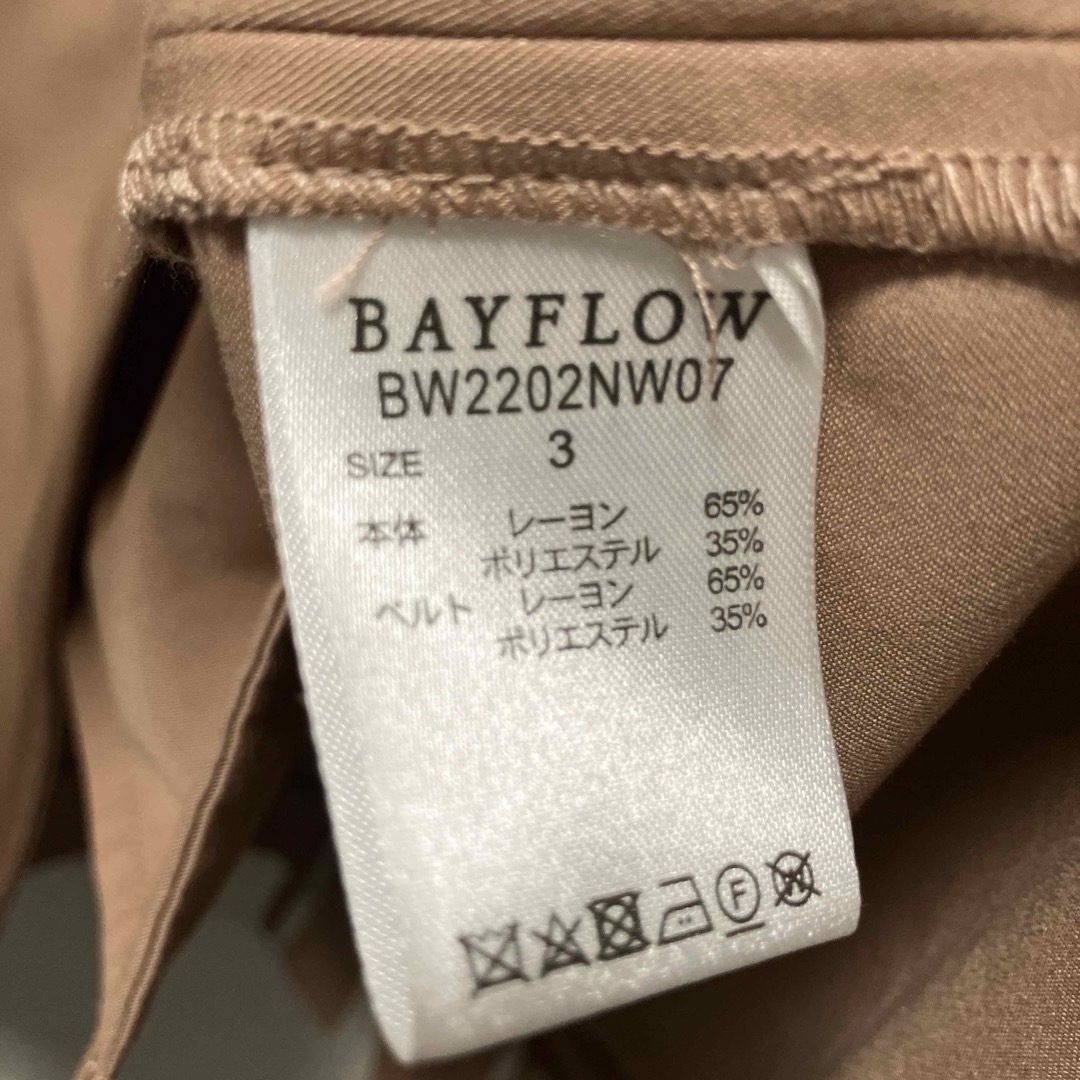 BAYFLOW
BW2202NW07
SIZE 3
本体 レーヨン 65%
ポリエステル 35%
ベルト レーヨン 65%
ポリエステル 35%
F W